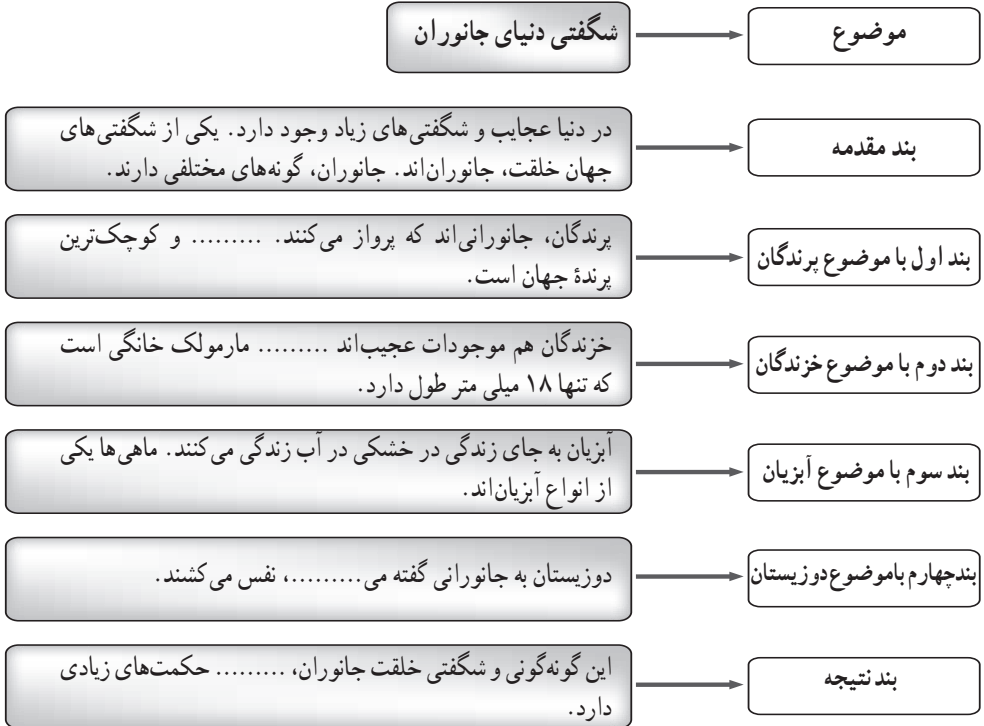 موضوع
شگفتی دنیای جانوران
بند مقدمه
در دنیا عجایب و شگفتی‌های زیاد وجود دارد. یکی از شگفتی‌های
جهان خلقت، جانوران‌اند. جانوران، گونه‌های مختلفی دارند.
بند اول با موضوع پرندگان
پرندگان، جانورانی‌اند که پرواز می‌کنند. ......... و کوچک‌ترین
پرندهٔ جهان است.
بند دوم با موضوع خزندگان
خزندگان هم موجودات عجیب‌اند ......... مارمولک خانگی است
که تنها ۱۸ میلی متر طول دارد.
بند سوم با موضوع آبزیان
آبزیان به جای زندگی در خشکی در آب زندگی می‌کنند. ماهی‌ها یکی
از انواع آبزیان‌اند.
بند چهارم با موضوع دوزیستان
دوزیستان به جانورانی گفته می.........، نفس می‌کشند.
بند نتیجه
این گونه‌گونی و شگفتی خلقت جانوران، ......... حکمت‌های زیادی
دارد.